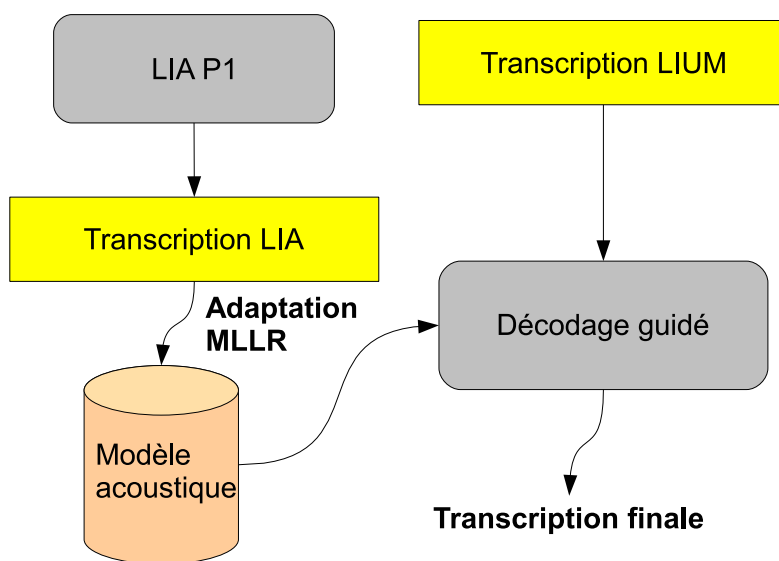 LIA P1
Transcription LIUM
Transcription LIA
Adaptation
MLLR
Décodage guidé
Modèle
acoustique
Transcription finale